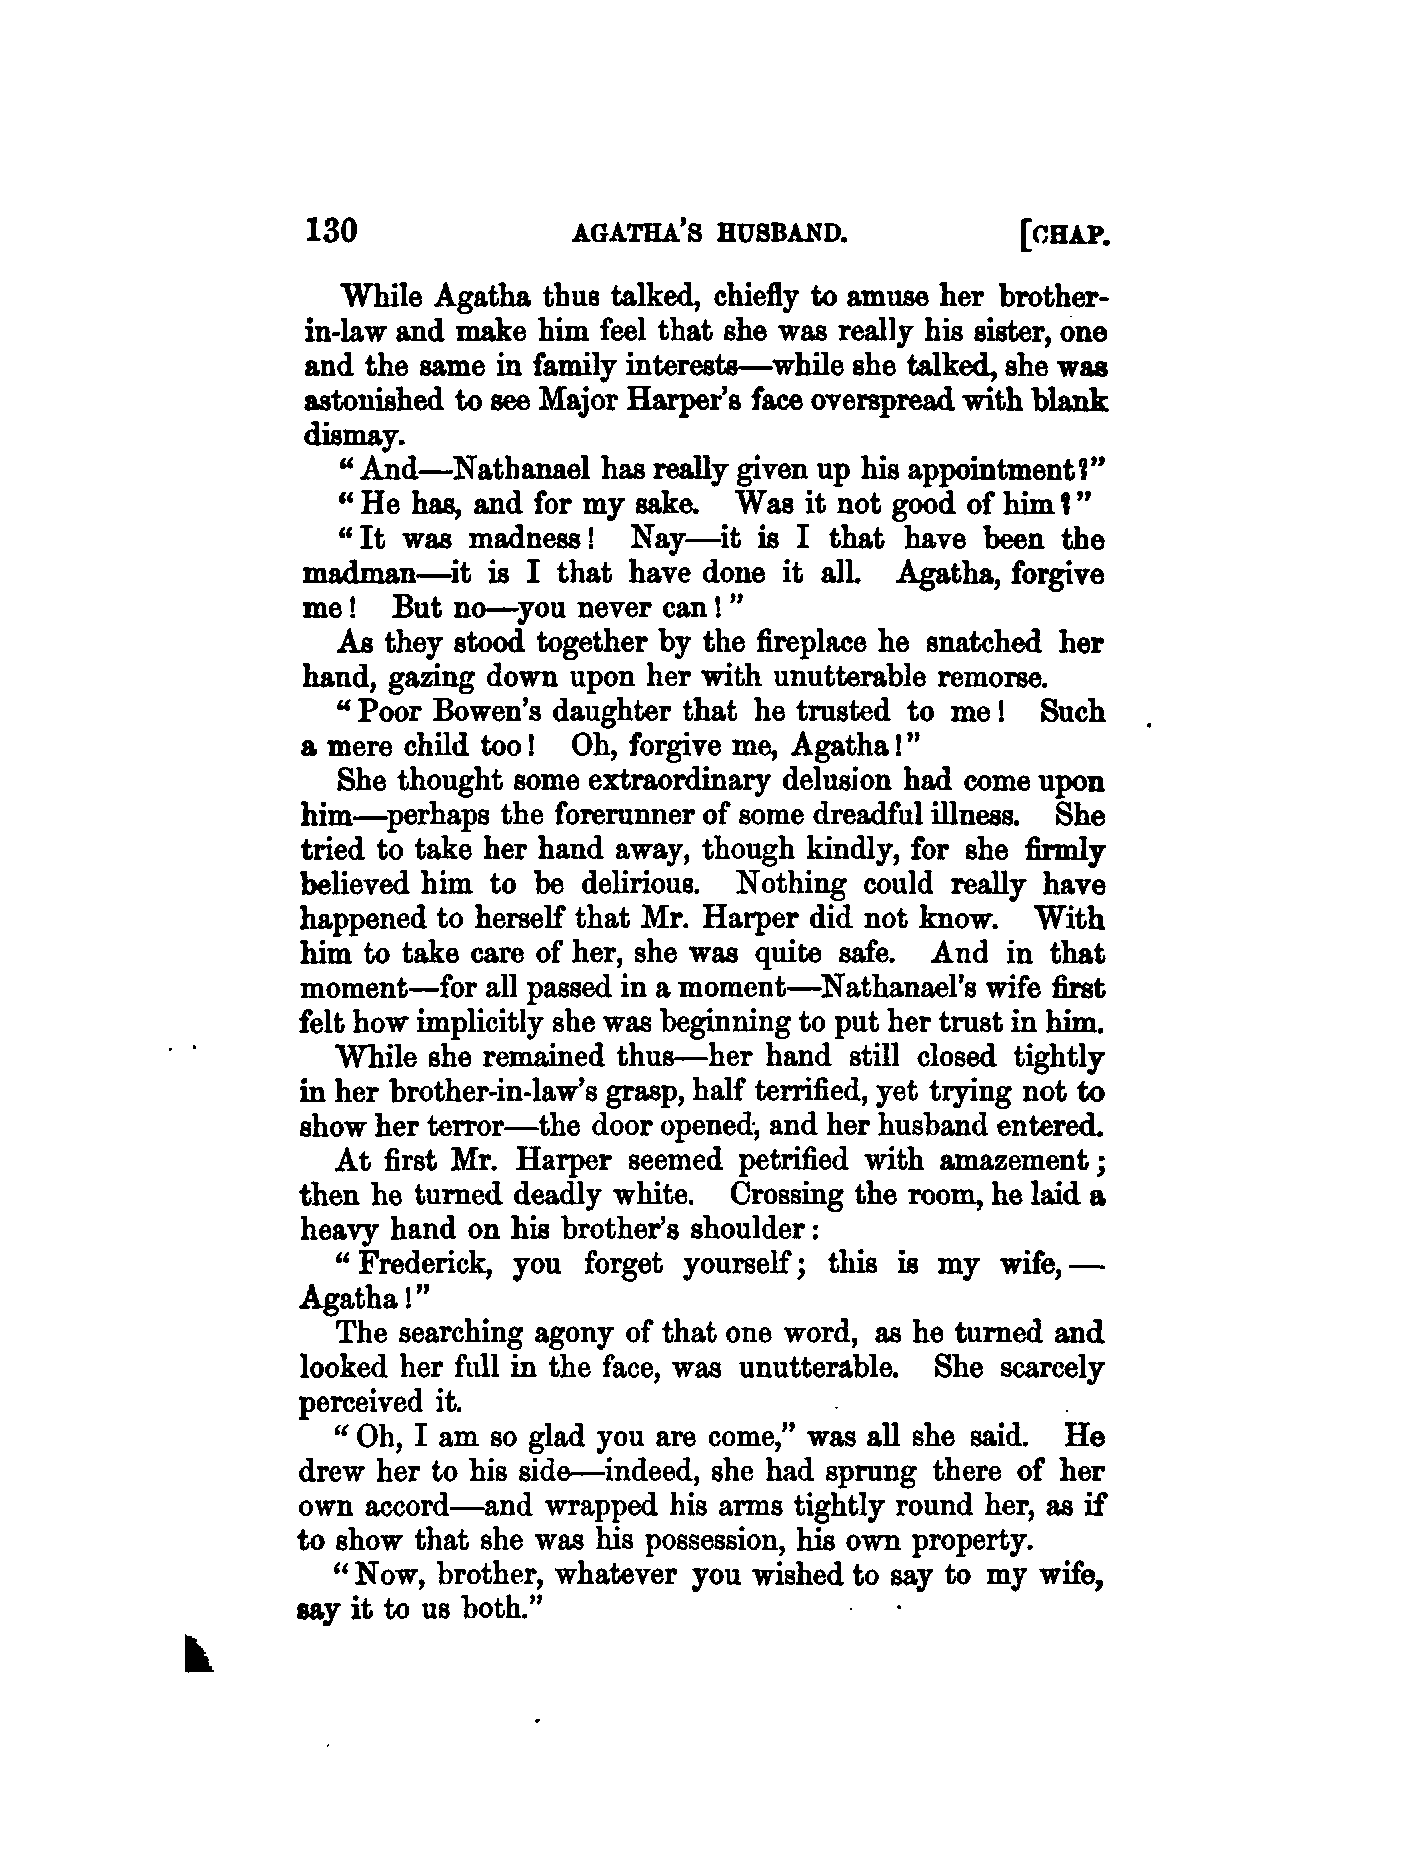 130 AGATHA'S HUSBAND. [CHAP.
While Agatha thus talked, chiefly to amuse her brother-
in-law and make him feel that she was really his sister, one
and the same in family interests—while she talked, she was
astonished to see Major Harper's face overspread with blank
dismay.
"And—Nathanael has really given up his appointment?"
"He has, and for my sake. Was it not good of him?"
"It was madness! Nay—it is I that have been the
madman—it is I that have done it all. Agatha, forgive
me! But no—you never can!"
As they stood together by the fireplace he snatched her
hand, gazing down upon her with unutterable remorse.
"Poor Bowen's daughter that he trusted to me! Such
a mere child too! Oh, forgive me, Agatha!"
She thought some extraordinary delusion had come upon
him—perhaps the forerunner of some dreadful illness. She
tried to take her hand away, though kindly, for she firmly
believed him to be delirious. Nothing could really have
happened to herself that Mr. Harper did not know. With
him to take care of her, she was quite safe. And in that
moment—for all passed in a moment—Nathanael's wife first
felt how implicitly she was beginning to put her trust in him.
While she remained thus—her hand still closed tightly
in her brother-in-law's grasp, half terrified, yet trying not to
show her terror—the door opened, and her husband entered.
At first Mr. Harper seemed petrified with amazement;
then he turned deadly white. Crossing the room, he laid a
heavy hand on his brother's shoulder:
"Frederick, you forget yourself; this is my wife,—
Agatha!"
The searching agony of that one word, as he turned and
looked her full in the face, was unutterable. She scarcely
perceived it.
"Oh, I am so glad you are come," was all she said. He
drew her to his side—indeed, she had sprung there of her
own accord—and wrapped his arms tightly round her, as if
to show that she was his possession, his own property.
"Now, brother, whatever you wished to say to my wife,
say it to us both."